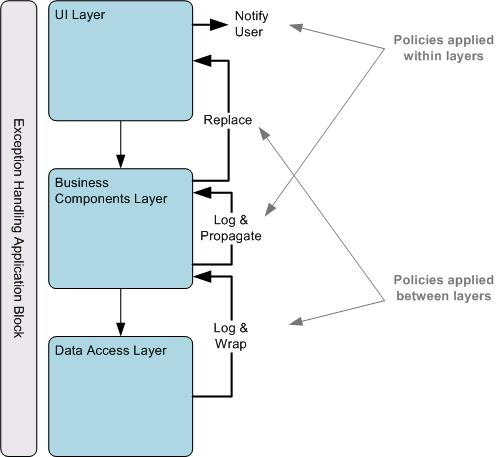 Exception Handling Application Block
UI Layer
Notify
User
Policies applied
within layers
Replace
Business
Components Layer
Log &
Propagate
Policies applied
between layers
Log &
Wrap
Data Access Layer